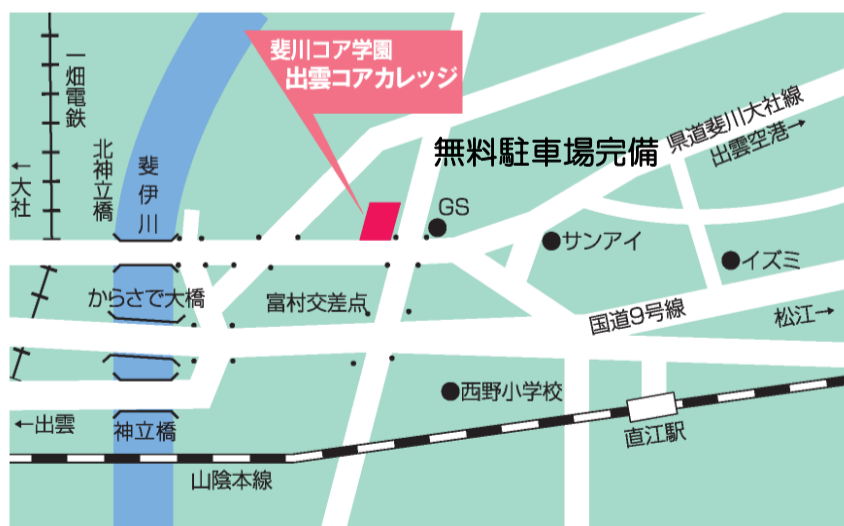 斐川コア学園
出雲コアカレッジ
一畑電鉄
北神立橋
斐伊川
←大社
無料駐車場完備
県道斐川大社線
出雲空港→
GS
サンアイ
イズミ
からさで大橋
富村交差点
国道9号線
松江→
西野小学校
←出雲
神立橋
直江駅
山陰本線